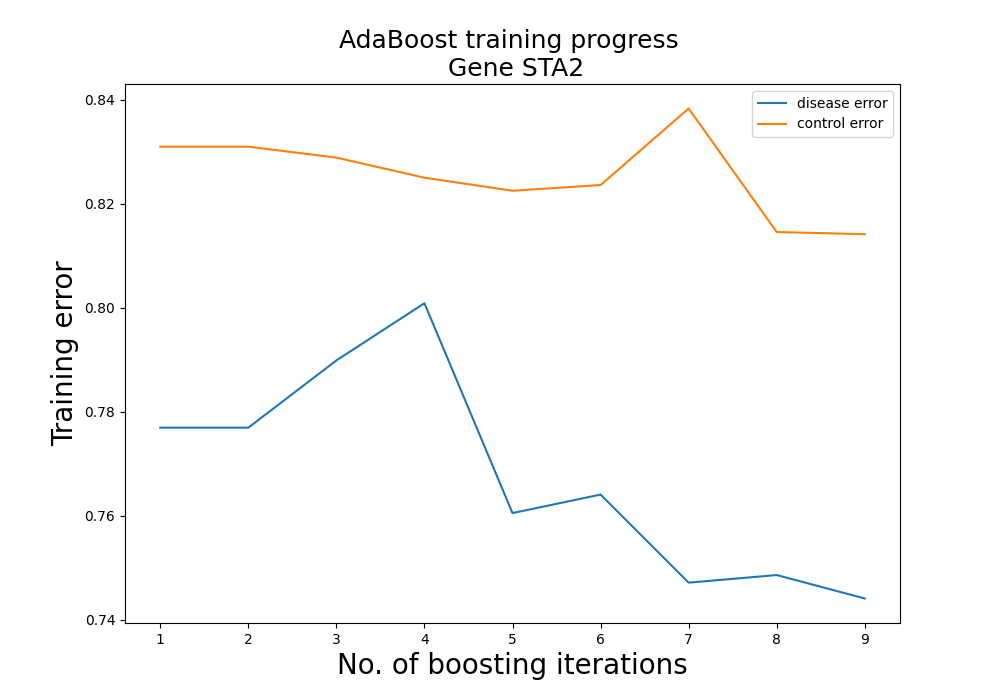 AdaBoost training progress
Gene STA2
disease error
control error
Training error
0.84
0.82
0.80
0.78
0.76
0.74
1 2 3 4 5 6 7 8 9
No. of boosting iterations